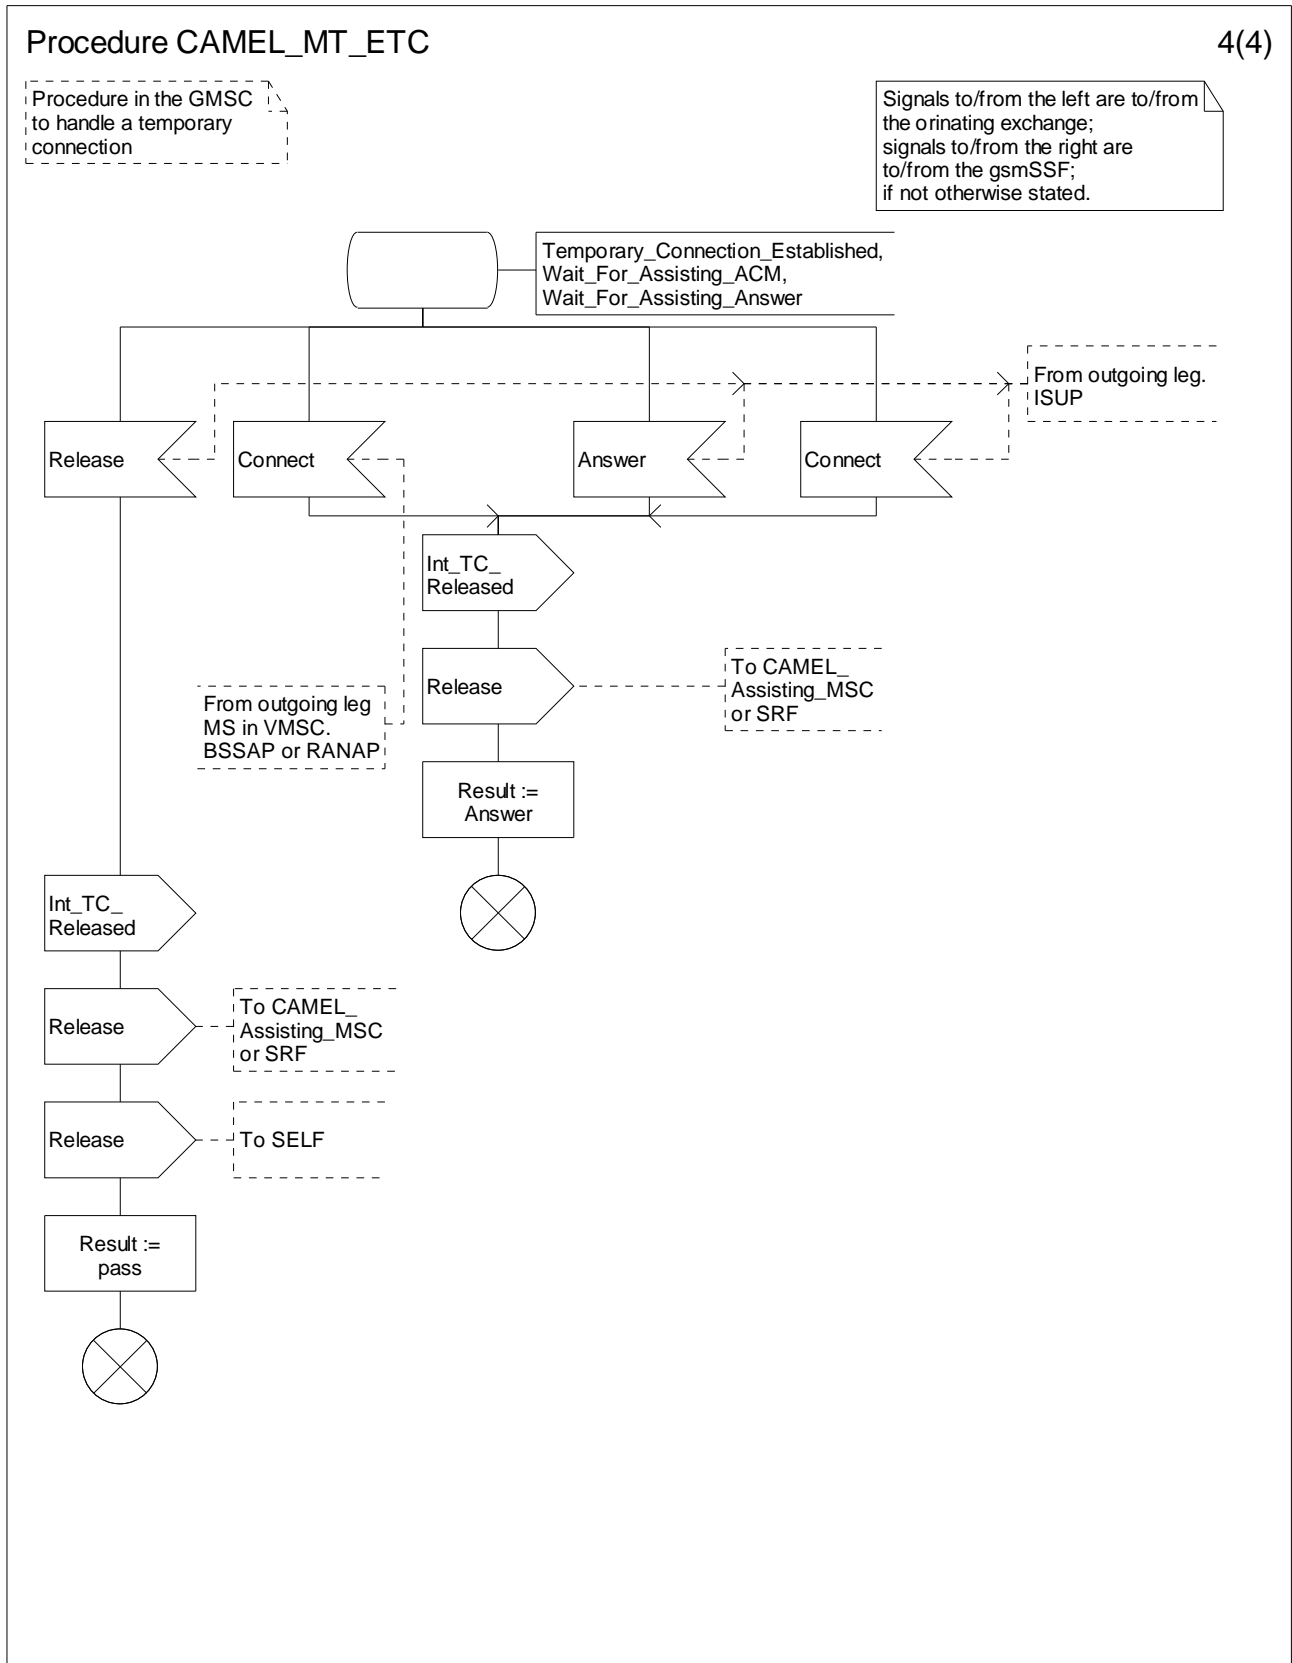 Procedure CAMEL_MT_ETC
4(4)
Procedure in the GMSC
to handle a temporary
connection
Signals to/from the left are to/from
the orinating exchange;
signals to/from the right are
to/from the gsmSSF;
if not otherwise stated.
Temporary_Connection_Established,
Wait_For_Assisting_ACM,
Wait_For_Assisting_Answer
From outgoing leg.
ISUP
Release
Connect
Answer
Connect
Int_TC_
Released
Release
To CAMEL_
Assisting_MSC
or SRF
From outgoing leg
MS in VMSC.
BSSAP or RANAP
Result :=
Answer
Int_TC_
Released
Release
To CAMEL_
Assisting_MSC
or SRF
Release
To SELF
Result :=
pass